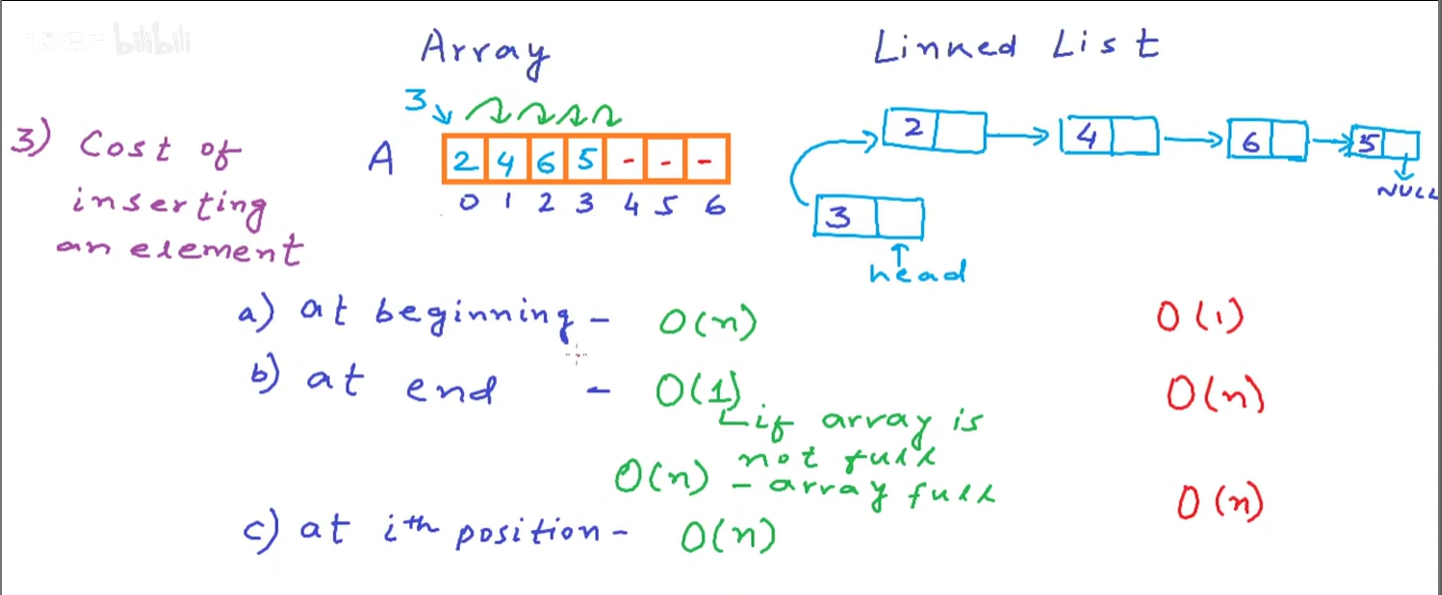 bilibili
Array Linked List
3
3) Cost of
inserting
an element
A 2 4 6 5 - - -
0 1 2 3 4 5 6
2 4 6 5
NULL
3
head
a) at beginning - O(n) O(1)
b) at end - O(1) O(n)
if array is
not full
O(n) - array full
c) at ith position - O(n) O(n)